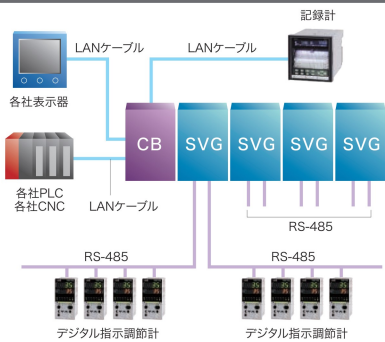 記録計
LANケーブル
LANケーブル
各社表示器
CB
SVG
SVG
SVG
SVG
各社PLC
各社CNC
LANケーブル
RS-485
RS-485
RS-485
デジタル指示調節計
デジタル指示調節計